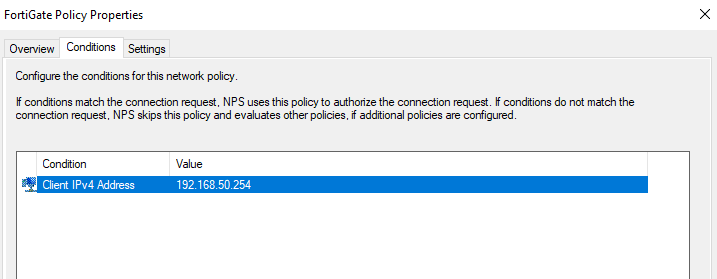 FortiGate Policy Properties
Overview Conditions Settings
Configure the conditions for this network policy.
If conditions match the connection request, NPS uses this policy to authorize the connection request. If conditions do not match the
connection request, NPS skips this policy and evaluates other policies, if additional policies are configured.
Condition Value
Client IPv4 Address 192.168.50.254